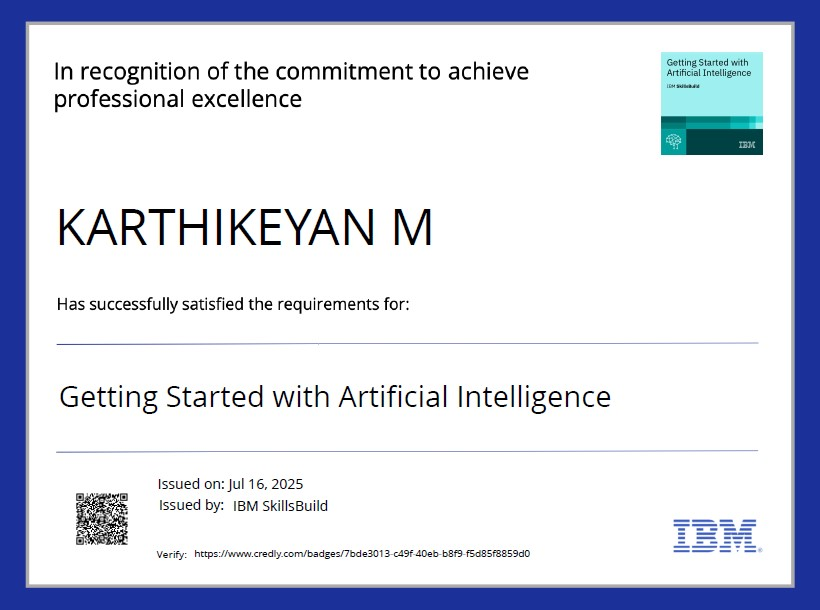 In recognition of the commitment to achieve
professional excellence
Getting Started with
Artificial Intelligence
IBM SkillsBuild
IBM
KARTHIKEYAN M
Has successfully satisfied the requirements for:
Getting Started with Artificial Intelligence
Issued on: Jul 16, 2025
Issued by: IBM SkillsBuild
Verify: https://www.credly.com/badges/7bde3013-c49f-40eb-b8f9-f5d85f8859d0
IBM®